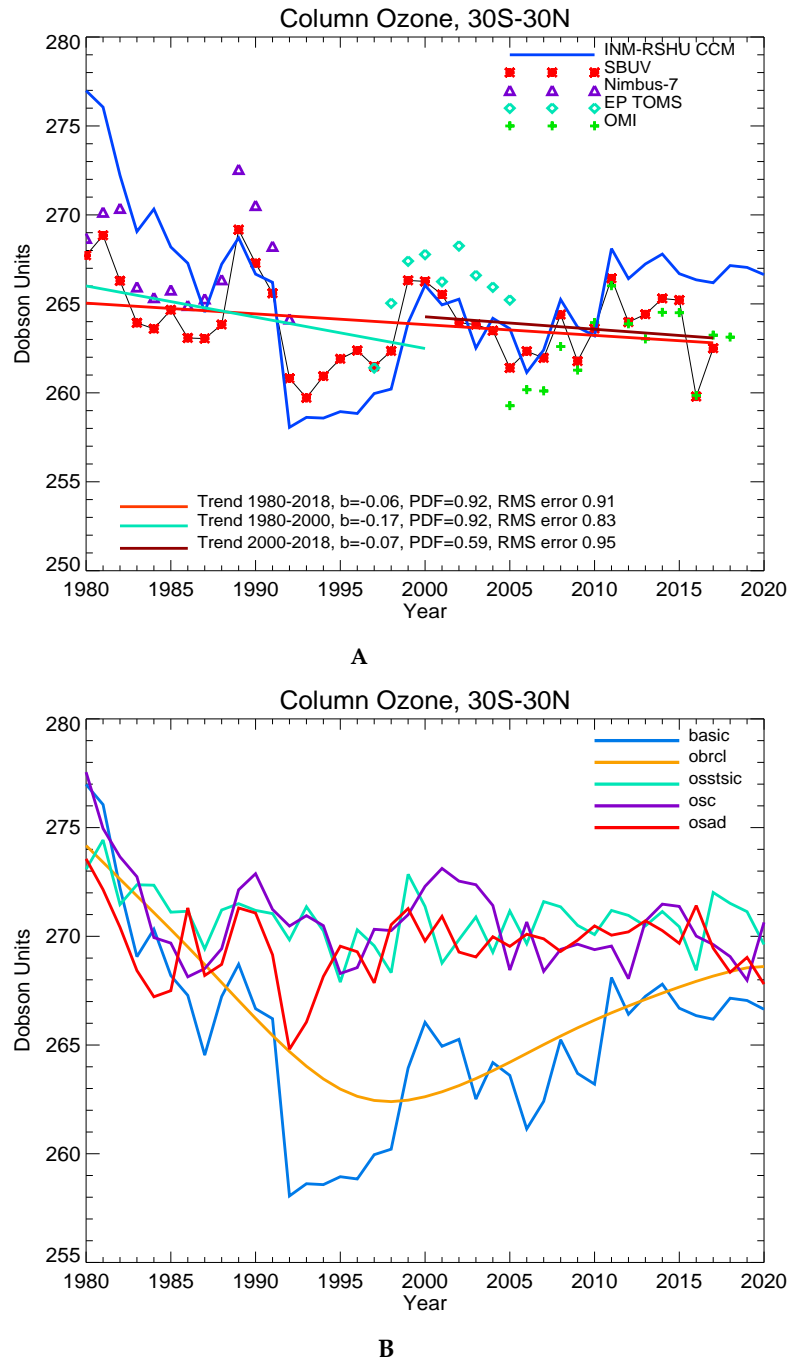 Column Ozone, 30S-30N
280
275
270
265
260
255
250
Dobson Units
INM-RSHU CCM
SBUV
Nimbus-7
EP TOMS
OMI
Trend 1980-2018, b=-0.06, PDF=0.92, RMS error 0.91
Trend 1980-2000, b=-0.17, PDF=0.92, RMS error 0.83
Trend 2000-2018, b=-0.07, PDF=0.59, RMS error 0.95
1980 1985 1990 1995 2000 2005 2010 2015 2020
Year
A
Column Ozone, 30S-30N
280
275
270
265
260
255
Dobson Units
basic
obrcl
osstsic
osc
osad
1980 1985 1990 1995 2000 2005 2010 2015 2020
Year
B